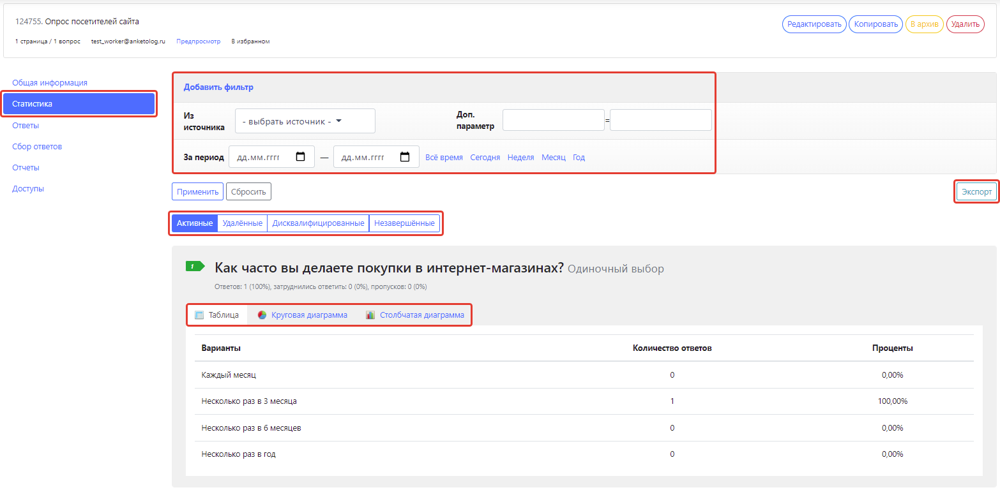 124755. Опрос посетителей сайта
Редактировать Копировать В архив Удалить
1 страница / 1 вопрос test_worker@anketolog.ru Предпросмотр В избранном
Общая информация
Статистика
Ответы
Сбор ответов
Отчеты
Доступы
Добавить фильтр
Из источника - выбрать источник - Доп. параметр =
За период дд.мм.гггг — дд.мм.гггг Всё время Сегодня Неделя Месяц Год
Применить Сбросить Экспорт
Активные Удалённые Дисквалифицированные Незавершённые
1 Как часто вы делаете покупки в интернет-магазинах? Одиночный выбор
Ответов: 1 (100%), затруднились ответить: 0 (0%), пропусков: 0 (0%)
Таблица Круговая диаграмма Столбчатая диаграмма
Варианты Количество ответов Проценты
Каждый месяц 0 0,00%
Несколько раз в 3 месяца 1 100,00%
Несколько раз в 6 месяцев 0 0,00%
Несколько раз в год 0 0,00%